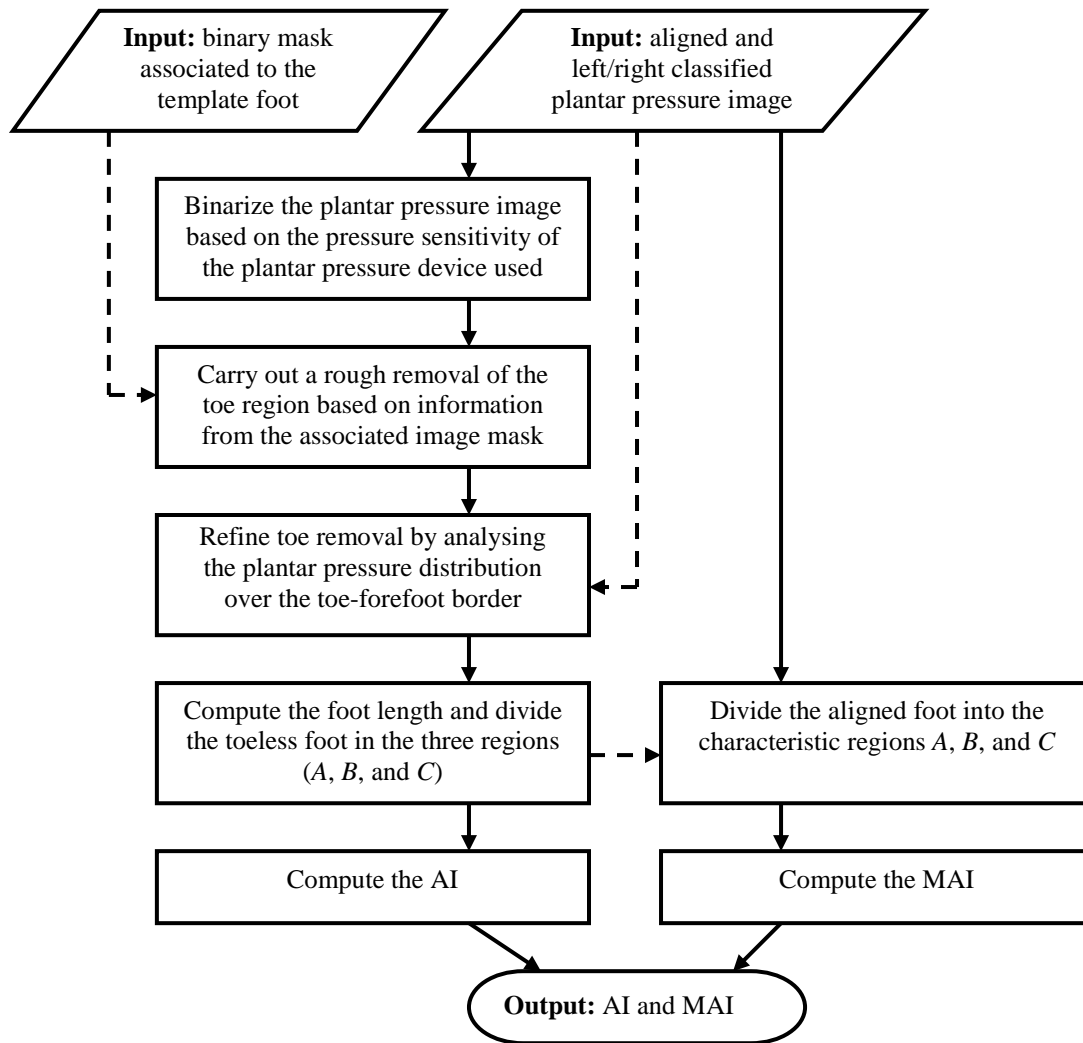 Input: binary mask
associated to the
template foot
Input: aligned and
left/right classified
plantar pressure image
Binarize the plantar pressure image
based on the pressure sensitivity of
the plantar pressure device used
Carry out a rough removal of the
toe region based on information
from the associated image mask
Refine toe removal by analysing
the plantar pressure distribution
over the toe-forefoot border
Compute the foot length and divide
the toeless foot in the three regions
(A, B, and C)
Divide the aligned foot into the
characteristic regions A, B, and C
Compute the AI
Compute the MAI
Output: AI and MAI